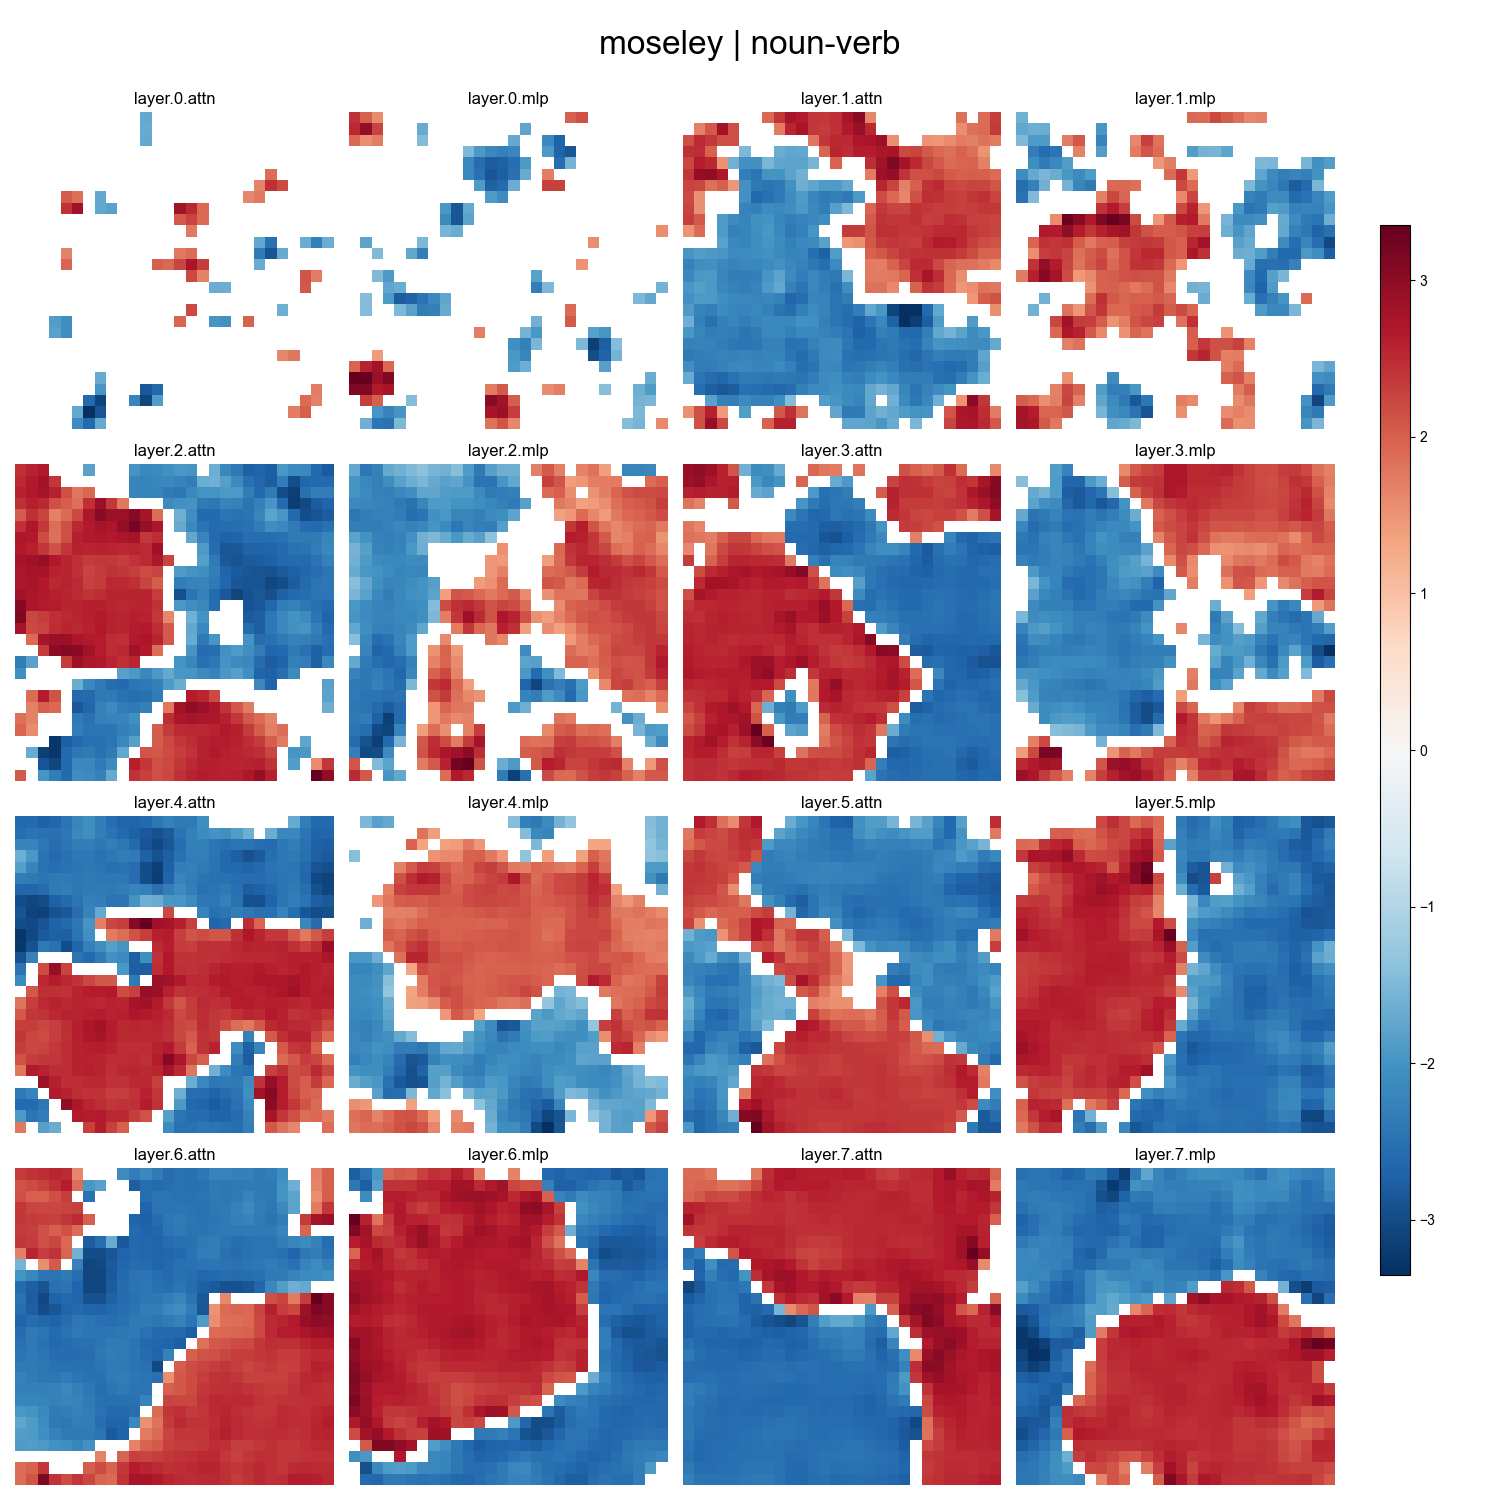 moseley | noun-verb
layer.0.attn
layer.0.mlp
layer.1.attn
layer.1.mlp
layer.2.attn
layer.2.mlp
layer.3.attn
layer.3.mlp
layer.4.attn
layer.4.mlp
layer.5.attn
layer.5.mlp
layer.6.attn
layer.6.mlp
layer.7.attn
layer.7.mlp
3
2
1
0
−1
−2
−3